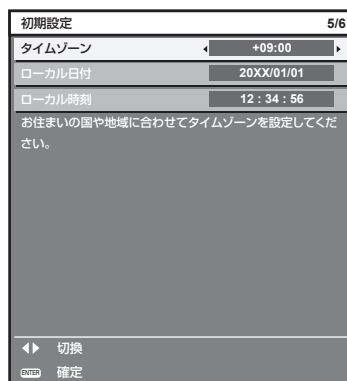 初期設定 5/6
タイムゾーン +09:00
ローカル日付 20XX/01/01
ローカル時刻 12 : 34 : 56
お住まいの国や地域に合わせてタイムゾーンを設定してくだ
さい。
切換
ENTER 確定